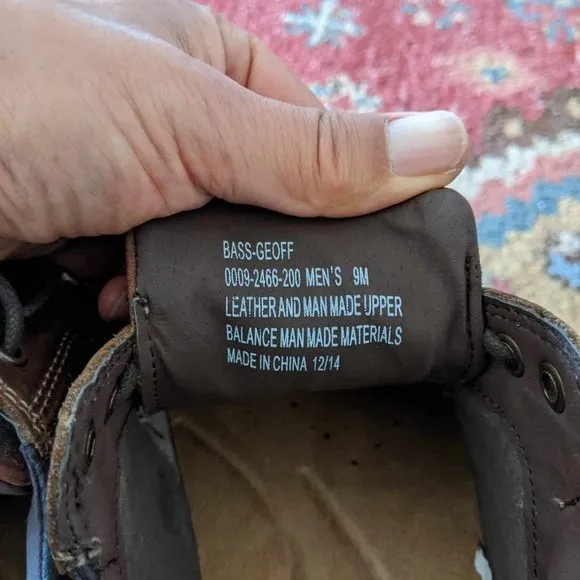 BASS-GEOFF
0009-2466-200 MEN'S 9M
LEATHER AND MAN MADE UPPER
BALANCE MAN MADE MATERIALS
MADE IN CHINA 12/14